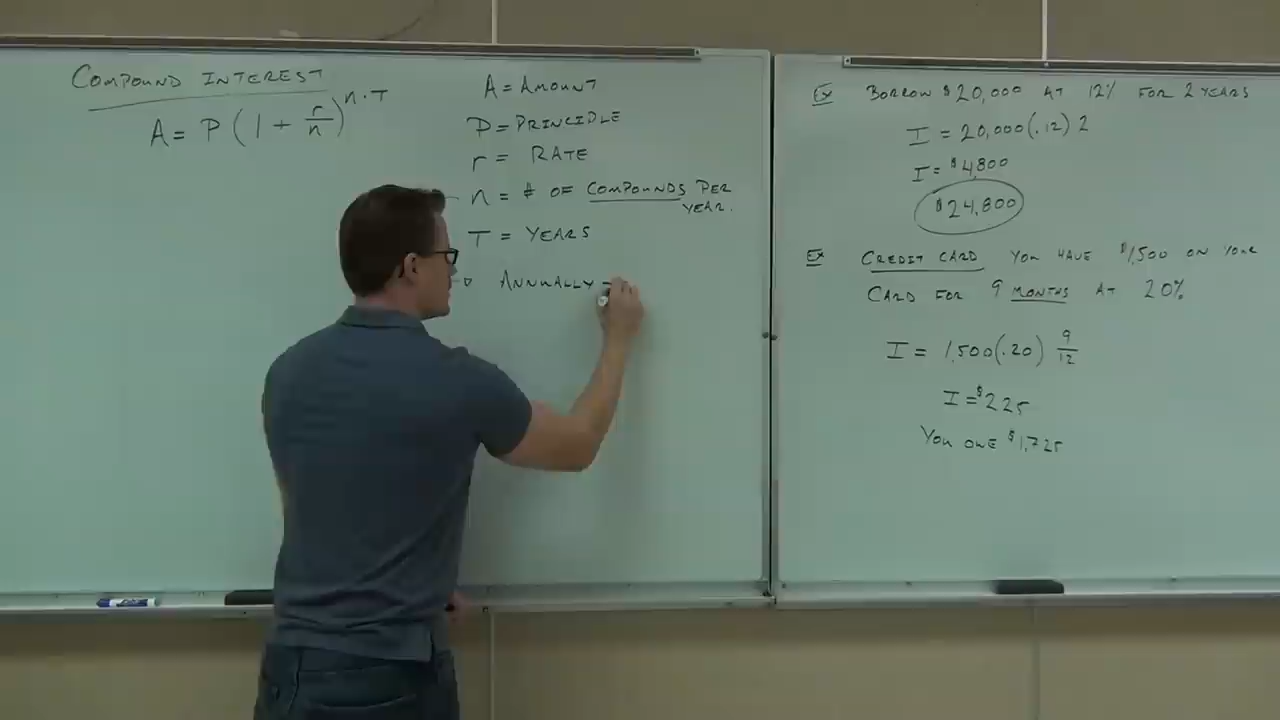 COMPOUND INTEREST
A = P (1 + r/n)^n·T
A = AMOUNT
P = PRINCIPLE
r = RATE
n = # OF COMPOUNDS PER
YEAR.
T = YEARS
ANNUALLY -
Ex BORROW $20,000 AT 12% FOR 2 YEARS
I = 20,000(.12) 2
I = $4,800
$24,800
Ex CREDIT CARD YOU HAVE $1,500 ON YOUR
CARD FOR 9 MONTHS AT 20%
I = 1,500(.20) 9/12
I = $225
YOU OWE $1,725